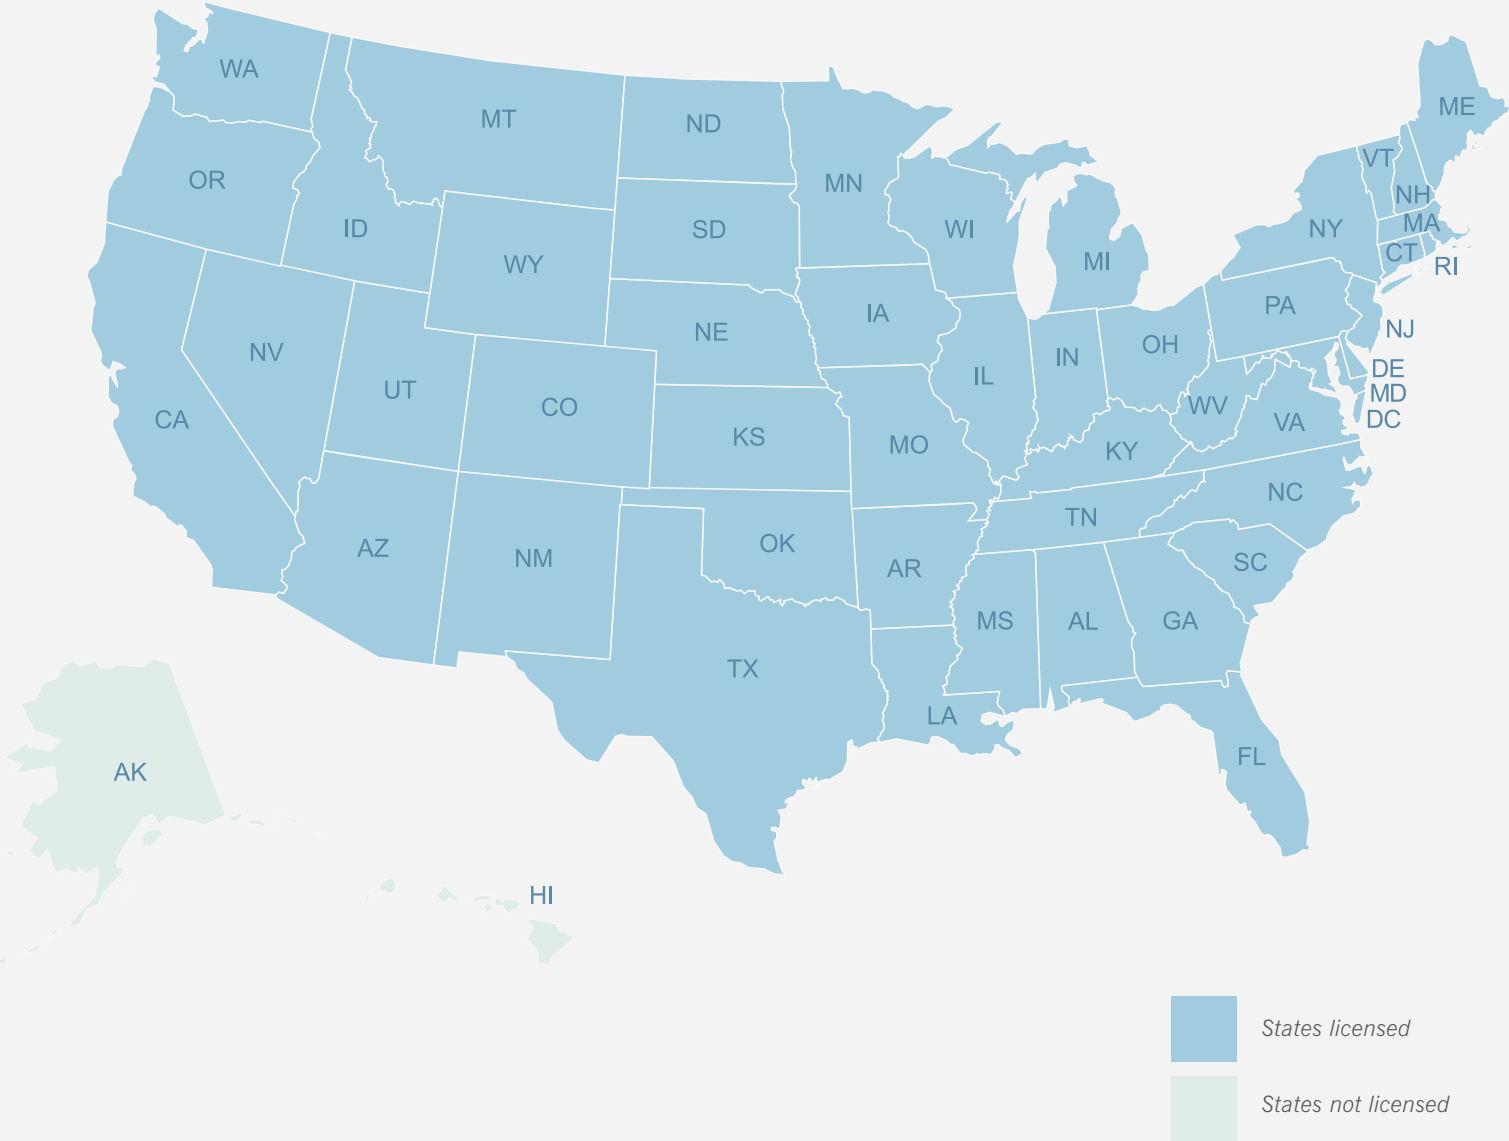 WA
MT
ND
ME
OR
ID
MN
VT
NH
SD
WI
NY
MA
WY
MI
CT
RI
NE
IA
PA
NV
UT
IL
IN
OH
NJ
CA
CO
KS
MO
WV
DE
MD
DC
VA
KY
AZ
NM
OK
AR
TN
NC
SC
TX
MS
AL
GA
LA
FL
AK
HI
States licensed
States not licensed